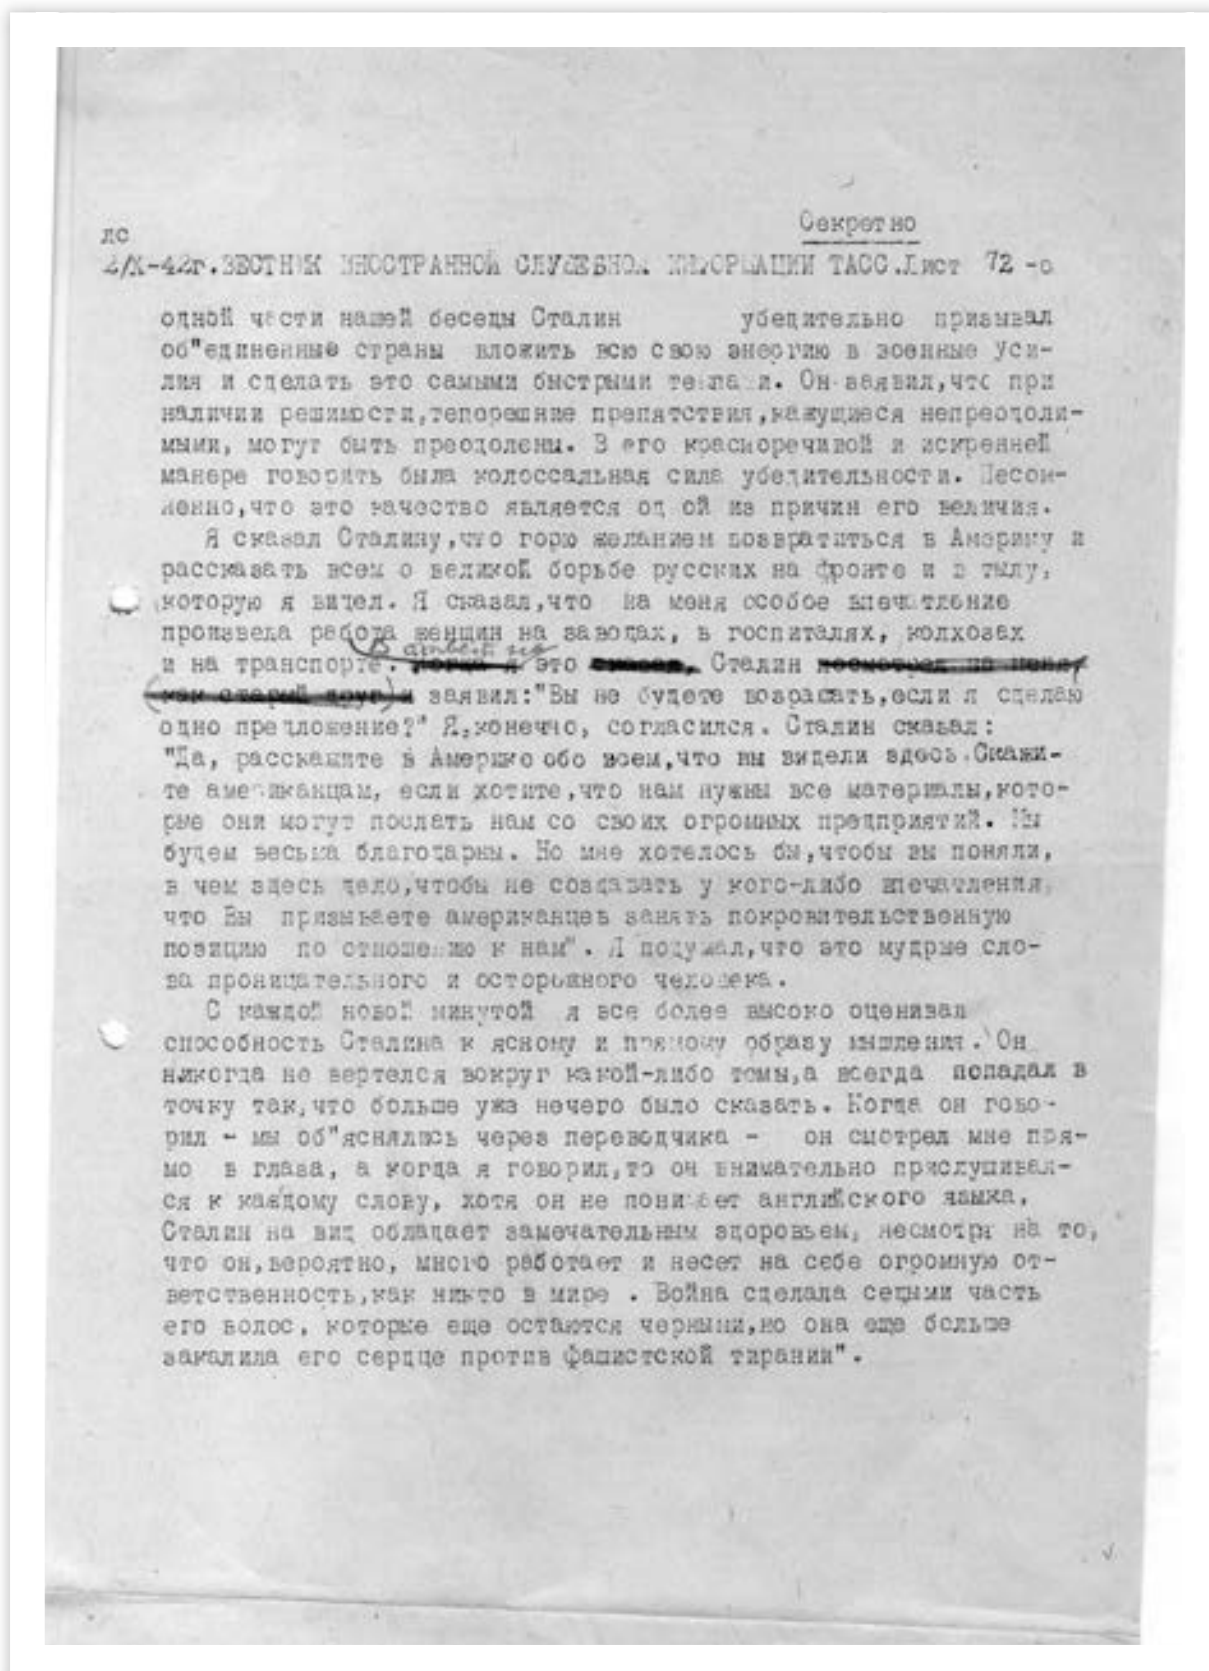 Секретно
лс
2/X-42г.ВЕСТНИК ИНОСТРАННОЙ СЛУЖЕБНОЙ ИНФОРМАЦИИ ТАСС.Лист 72 -о
одной части нашей беседы Сталин убедительно призывал
об"единенные страны вложить всю свою энергию в военные уси-
лия и сделать это самыми быстрыми темпами. Он заявил,что при
наличии решимости,теперешние препятствия,кажущиеся непреодоли-
мыми, могут быть преодолены. В его красноречивой и искренней
манере говорить была колоссальная сила убедительности. Несом-
ненно,что это качество является одной из причин его величия.
Я сказал Сталину,что горю желанием возвратиться в Америку и
рассказать всем о великой борьбе русских на фронте и в тылу,
которую я видел. Я сказал,что на меня особое впечатление
произвела работа женщин на заводах, в госпиталях, колхозах
В ответ на
и на транспорте. Когда я это сказал, Сталин посмотрел на меня,
(как старый друг) и заявил:"Вы не будете возражать,если я сделаю
одно предложение?" Я,конечно, согласился. Сталин сказал:
"Да, расскажите в Америке обо всем,что вы видели здесь.Скажи-
те американцам, если хотите,что нам нужны все материалы,кото-
рые они могут послать нам со своих огромных предприятий. Мы
будем весьма благодарны. Но мне хотелось бы,чтобы вы поняли,
в чем здесь дело,чтобы не создавать у кого-либо впечатления,
что Вы призываете американцев занять покровительственную
позицию по отношению к нам". Я подумал,что это мудрые сло-
ва проницательного и осторожного человека.
С каждой новой минутой я все более высоко оценивал
способность Сталина к ясному и прямому образу мышления. Он
никогда не вертелся вокруг какой-либо темы,а всегда попадал в
точку так,что больше уже нечего было сказать. Когда он гово-
рил - мы об"яснялись через переводчика - он смотрел мне пря-
мо в глаза, а когда я говорил,то он внимательно прислушивал-
ся к каждому слову, хотя он не понимает английского языка.
Сталин на вид обладает замечательным здоровьем, несмотря на то,
что он,вероятно, много работает и несет на себе огромную от-
ветственность,как никто в мире . Война сделала седыми часть
его волос, которые еще остаются черными,но она еще больше
закалила его сердце против фашистской тирании".